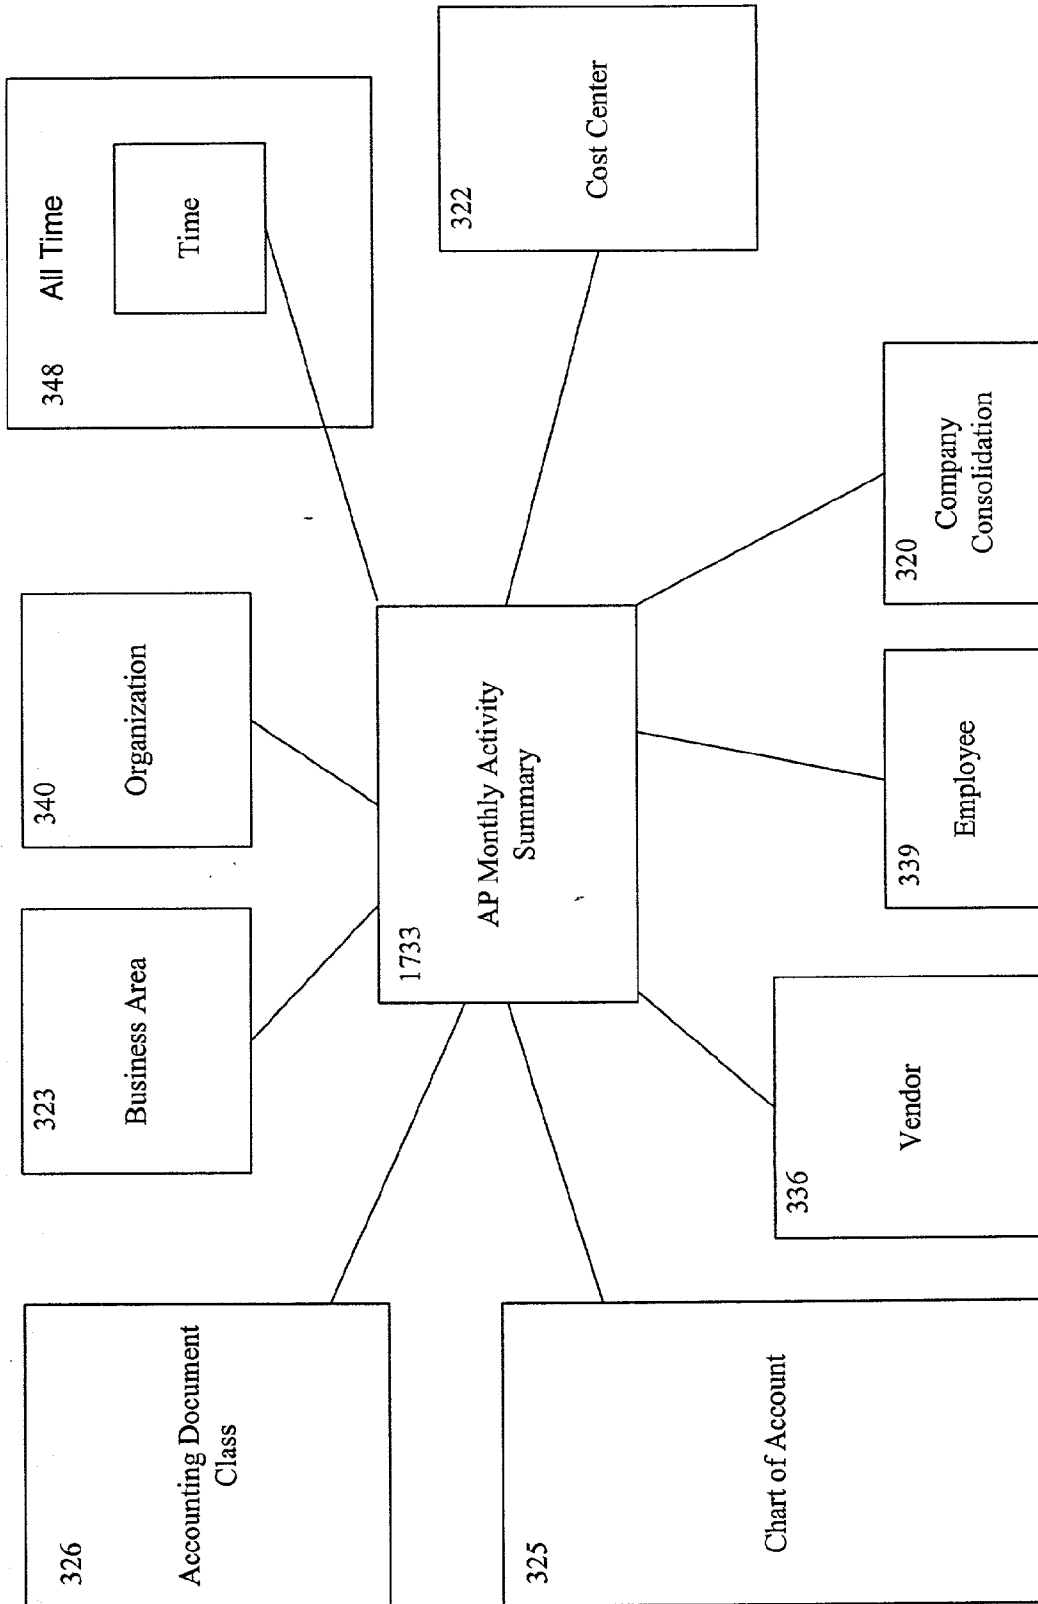 326
Accounting Document
Class
323
Business Area
340
Organization
348
All Time
Time
1733
AP Monthly Activity
Summary
322
Cost Center
325
Chart of Account
336
Vendor
339
Employee
320
Company
Consolidation